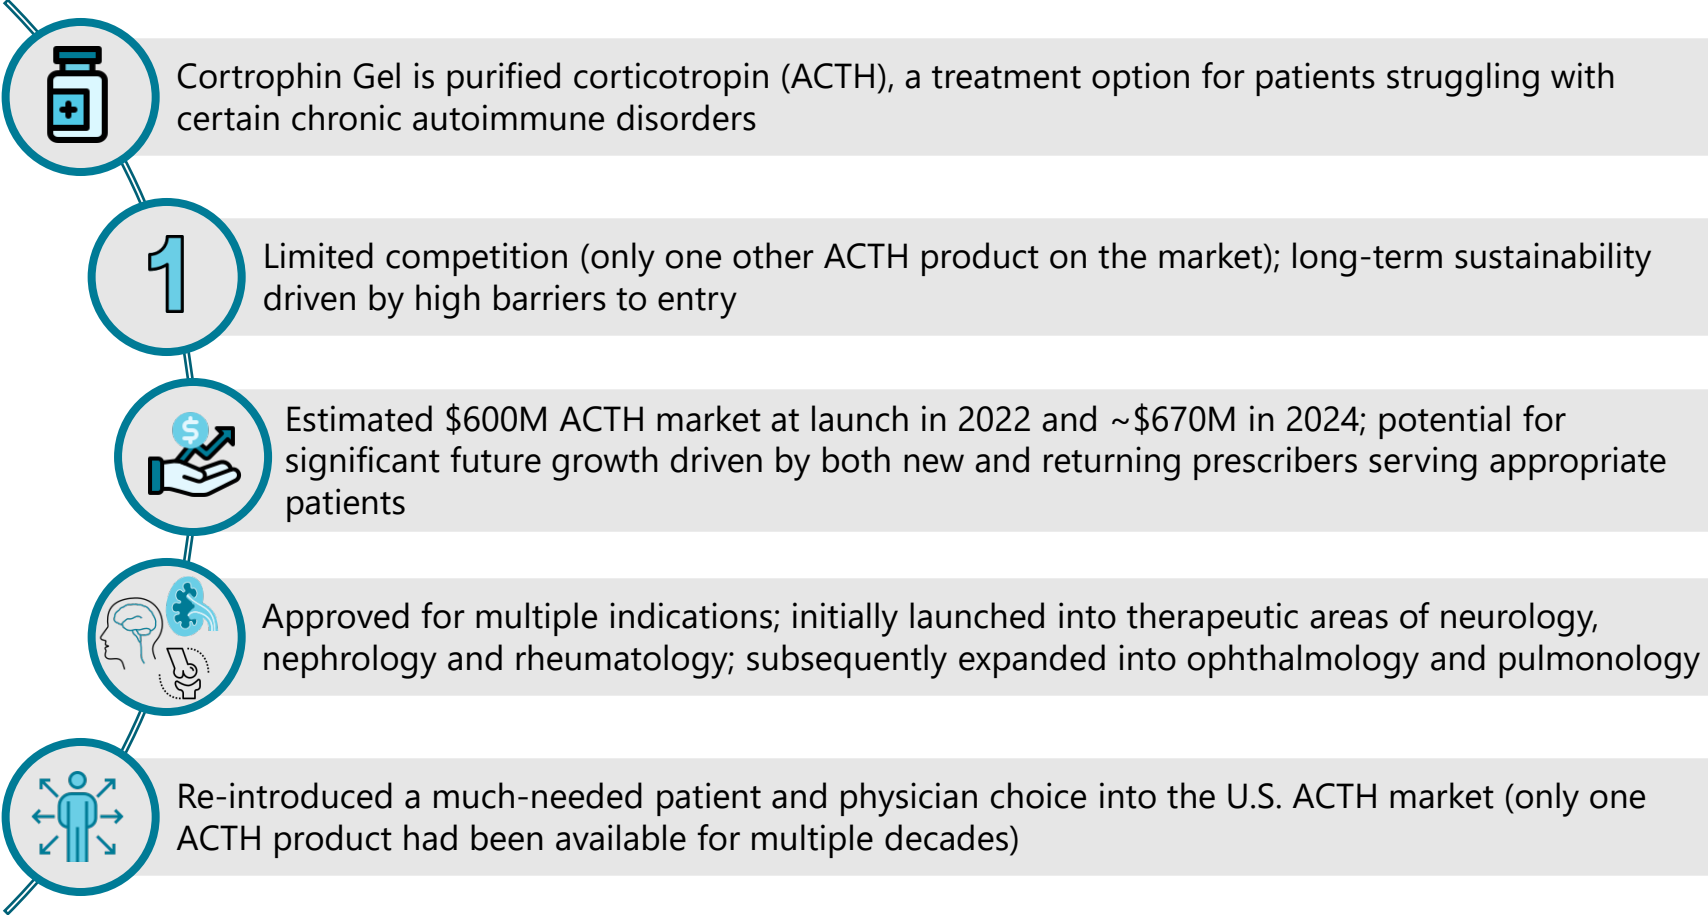 Cortrophin Gel is purified corticotropin (ACTH), a treatment option for patients struggling with
certain chronic autoimmune disorders
1
Limited competition (only one other ACTH product on the market); long-term sustainability
driven by high barriers to entry
$
Estimated $600M ACTH market at launch in 2022 and ~$670M in 2024; potential for
significant future growth driven by both new and returning prescribers serving appropriate
patients
Approved for multiple indications; initially launched into therapeutic areas of neurology,
nephrology and rheumatology; subsequently expanded into ophthalmology and pulmonology
Re-introduced a much-needed patient and physician choice into the U.S. ACTH market (only one
ACTH product had been available for multiple decades)